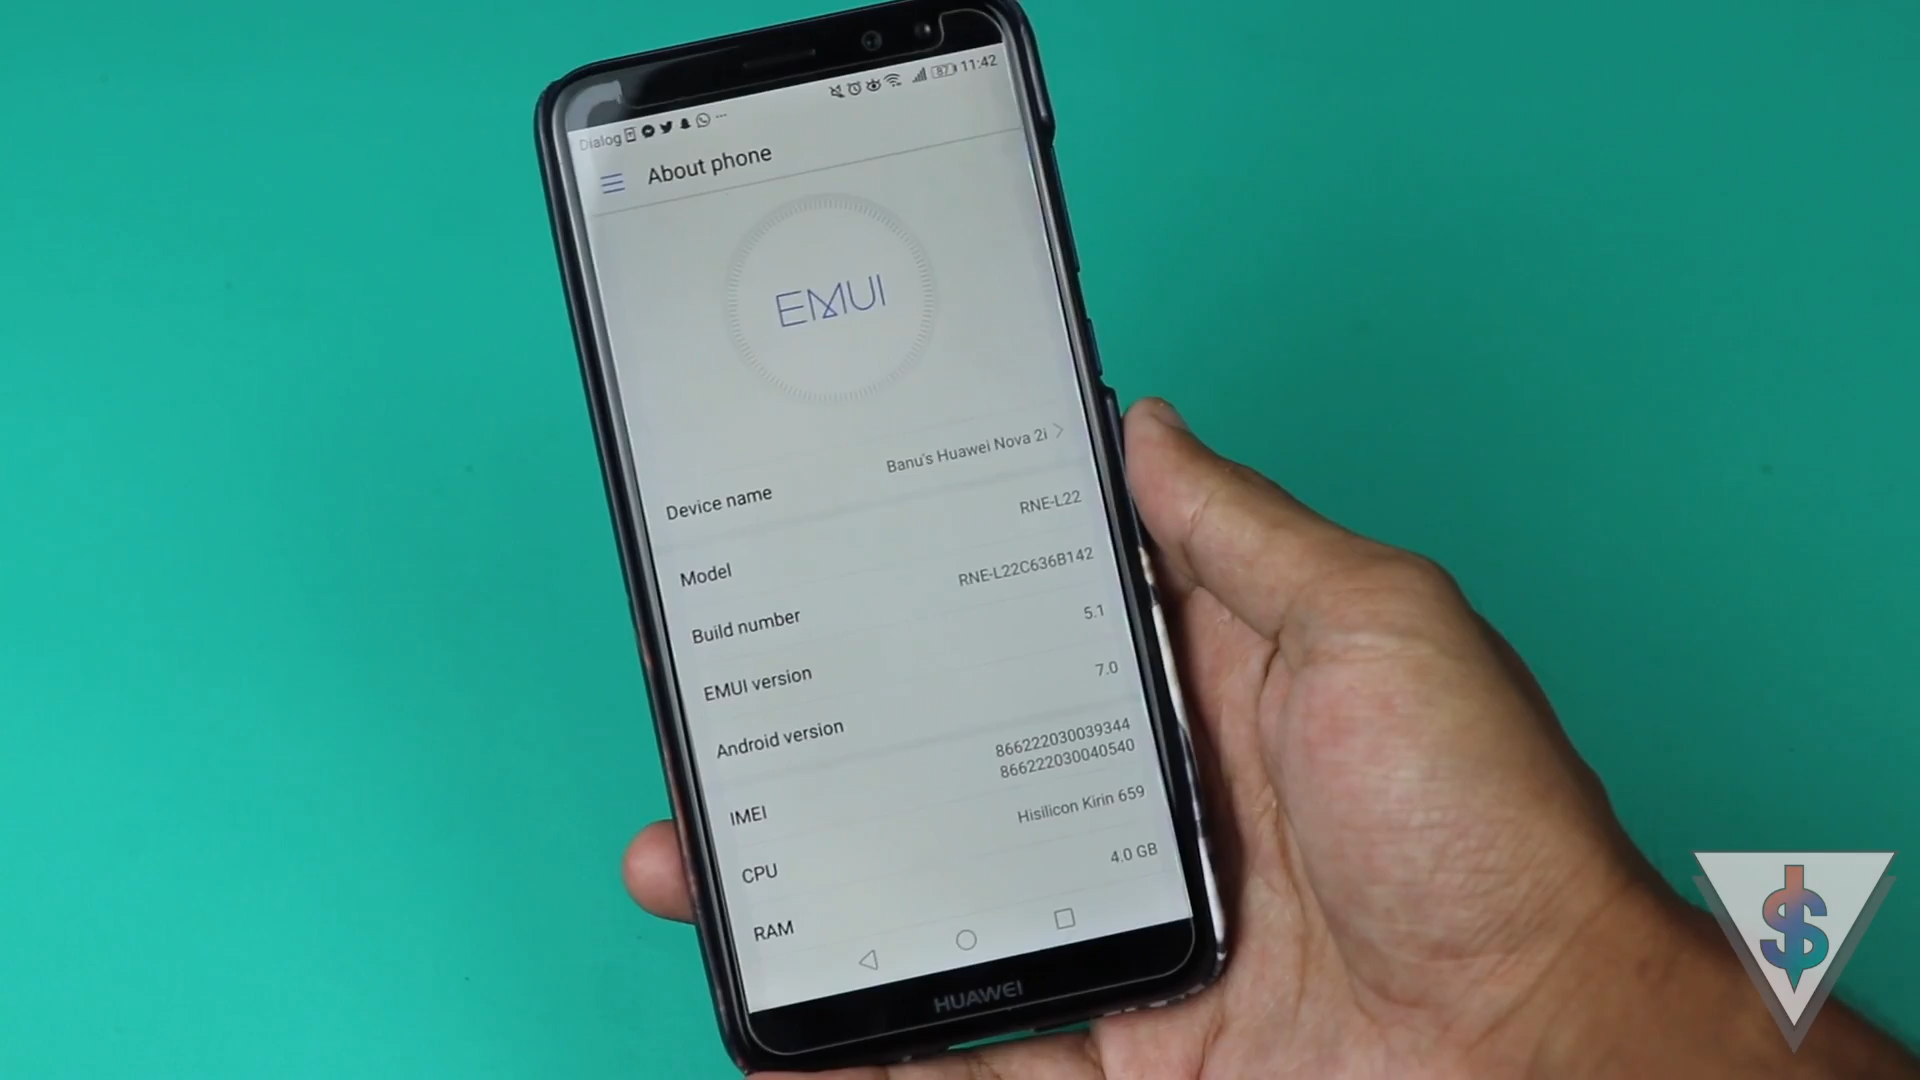 Dialog 87 11:42
About phone
EMUI
Device name Banu's Huawei Nova 2i
Model RNE-L22
Build number RNE-L22C636B142
EMUI version 5.1
Android version 7.0
IMEI 866222030039344
866222030040540
CPU Hisilicon Kirin 659
RAM 4.0 GB
HUAWEI
$